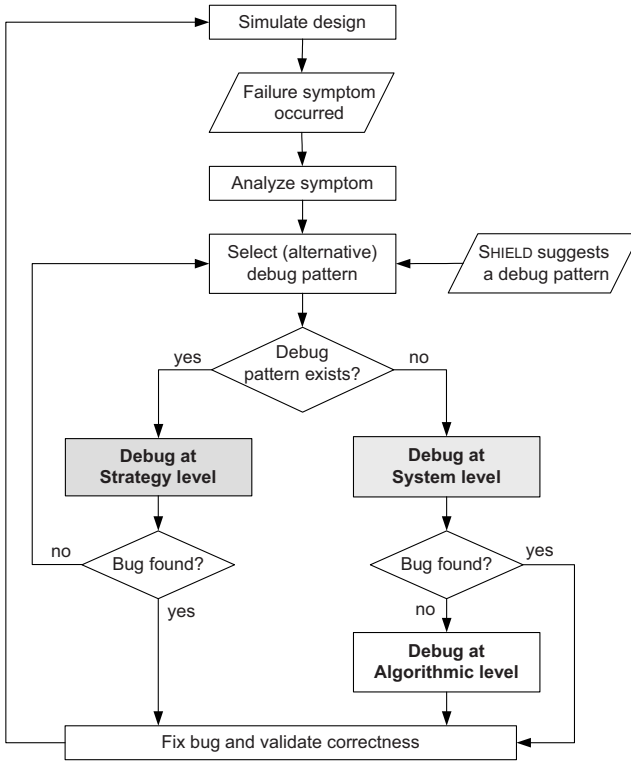 Simulate design
Failure symptom
occurred
Analyze symptom
Select (alternative)
debug pattern
SHIELD suggests
a debug pattern
yes
Debug
pattern exists?
no
Debug at
Strategy level
Debug at
System level
no
Bug found?
yes
Bug found?
yes
no
Debug at
Algorithmic level
Fix bug and validate correctness